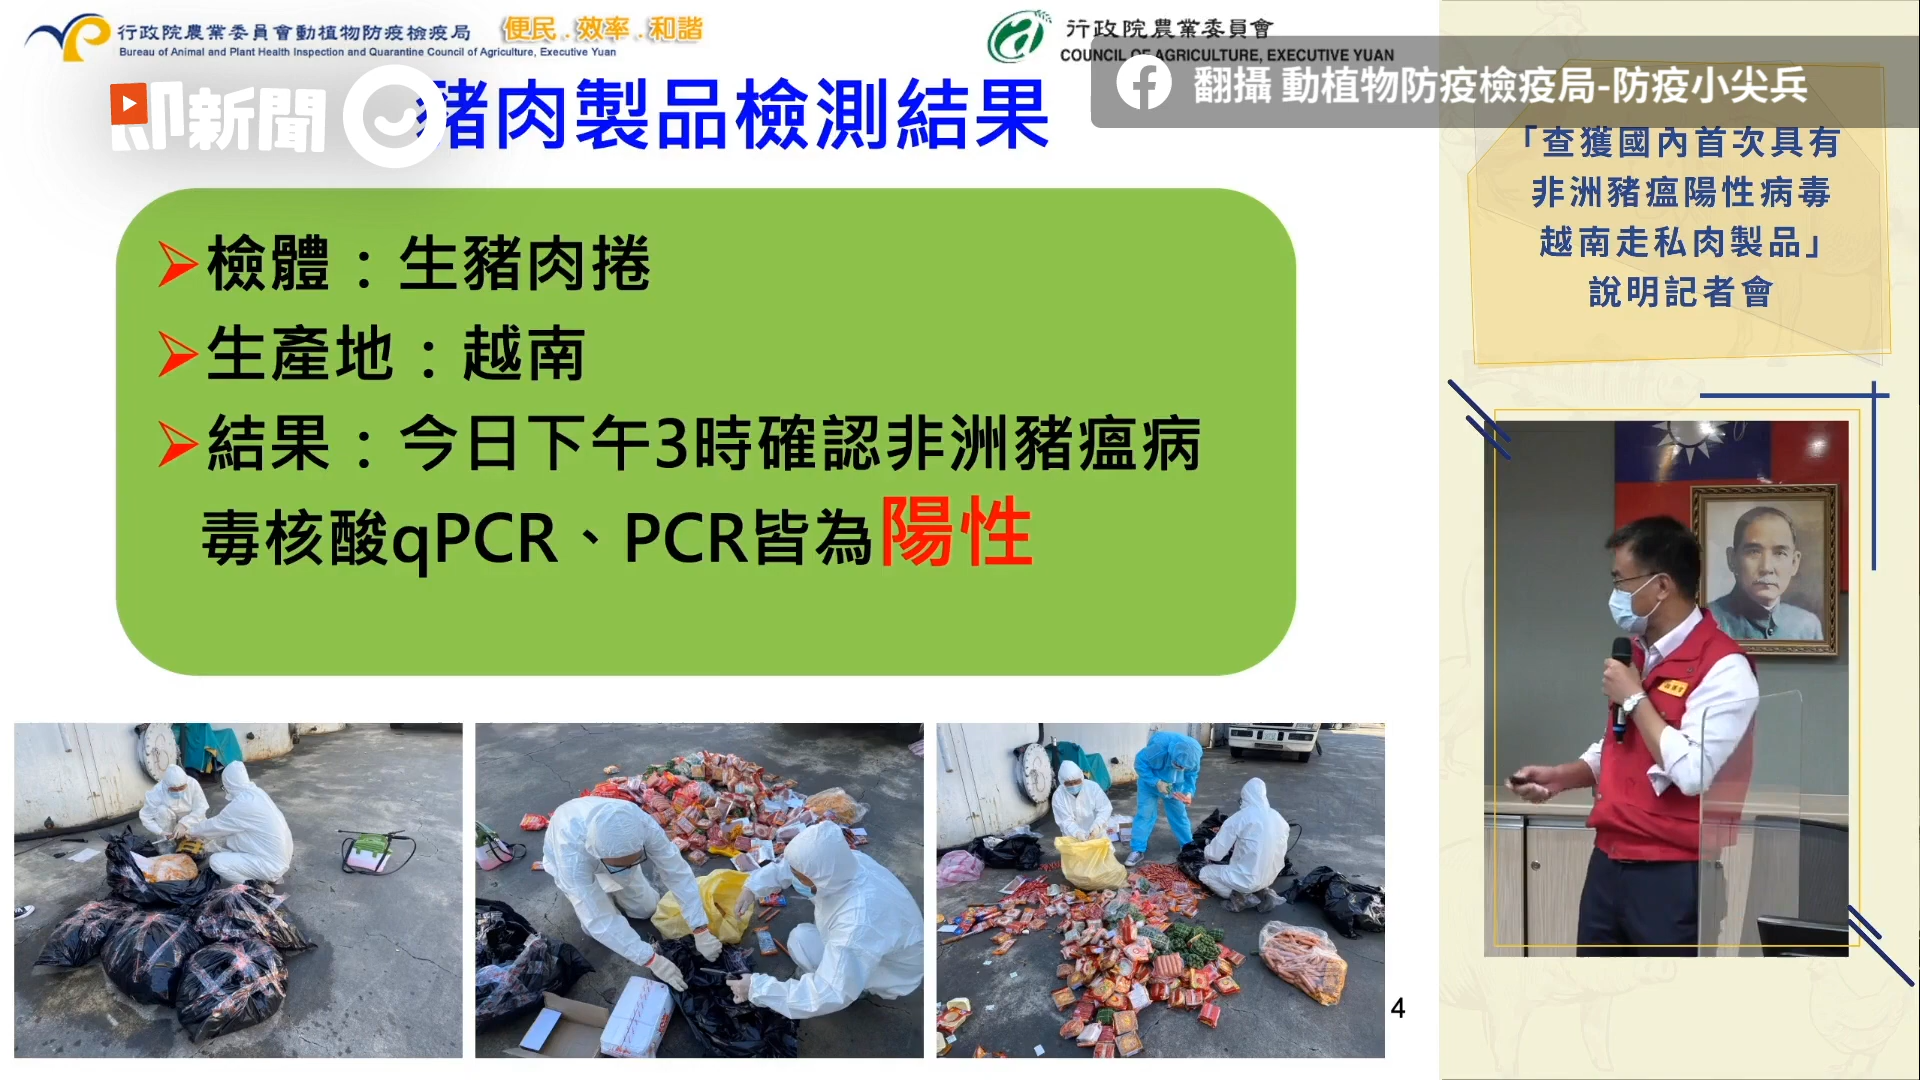 行政院農業委員會動植物防疫檢疫局
Bureau of Animal and Plant Health Inspection and Quarantine Council of Agriculture, Executive Yuan
便民.效率.和諧
行政院農業委員會
COUNCIL OF AGRICULTURE, EXECUTIVE YUAN
翻攝 動植物防疫檢疫局-防疫小尖兵
新聞
豬肉製品檢測結果
檢體：生豬肉捲
生產地：越南
結果：今日下午3時確認非洲豬瘟病
毒核酸qPCR、PCR皆為陽性
4
「查獲國內首次具有
非洲豬瘟陽性病毒
越南走私肉製品」
說明記者會